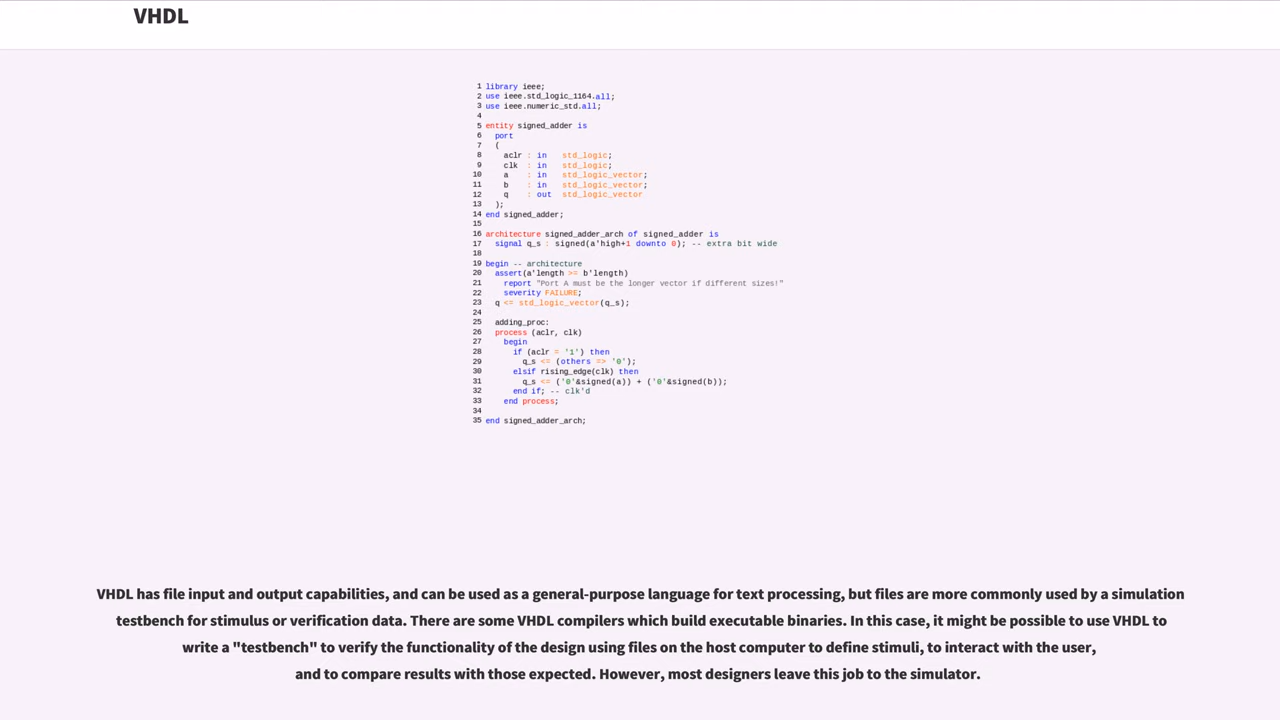 VHDL
1 library ieee;
2 use ieee.std_logic_1164.all;
3 use ieee.numeric_std.all;
4
5 entity signed_adder is
6   port
7   (
8     aclr : in   std_logic;
9     clk  : in   std_logic;
10     a    : in   std_logic_vector;
11     b    : in   std_logic_vector;
12     q    : out  std_logic_vector
13   );
14 end signed_adder;
15
16 architecture signed_adder_arch of signed_adder is
17   signal q_s : signed(a'high+1 downto 0); -- extra bit wide
18
19 begin -- architecture
20   assert(a'length >= b'length)
21     report "Port A must be the longer vector if different sizes!"
22     severity FAILURE;
23   q <= std_logic_vector(q_s);
24
25   adding_proc:
26   process (aclr, clk)
27     begin
28       if (aclr = '1') then
29         q_s <= (others => '0');
30       elsif rising_edge(clk) then
31         q_s <= ('0'&signed(a)) + ('0'&signed(b));
32       end if; -- clk'd
33     end process;
34
35 end signed_adder_arch;
VHDL has file input and output capabilities, and can be used as a general-purpose language for text processing, but files are more commonly used by a simulation
testbench for stimulus or verification data. There are some VHDL compilers which build executable binaries. In this case, it might be possible to use VHDL to
write a "testbench" to verify the functionality of the design using files on the host computer to define stimuli, to interact with the user,
and to compare results with those expected. However, most designers leave this job to the simulator.